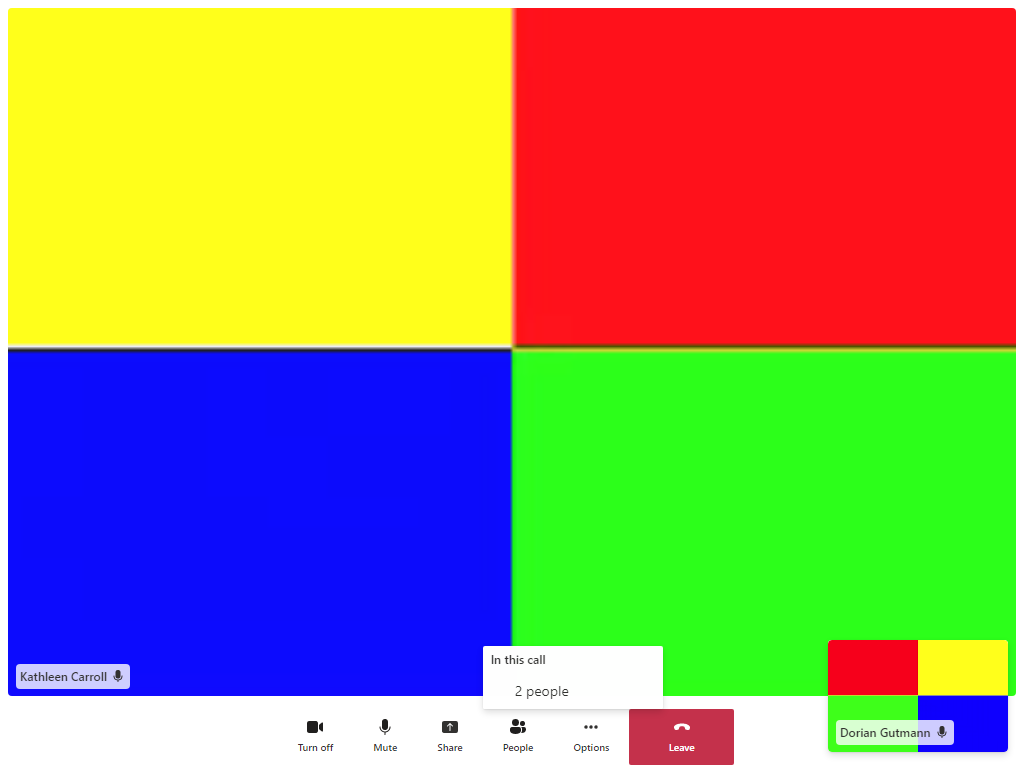 Kathleen Carroll
In this call
2 people
Dorian Gutmann
Turn off
Mute
Share
People
Options
Leave